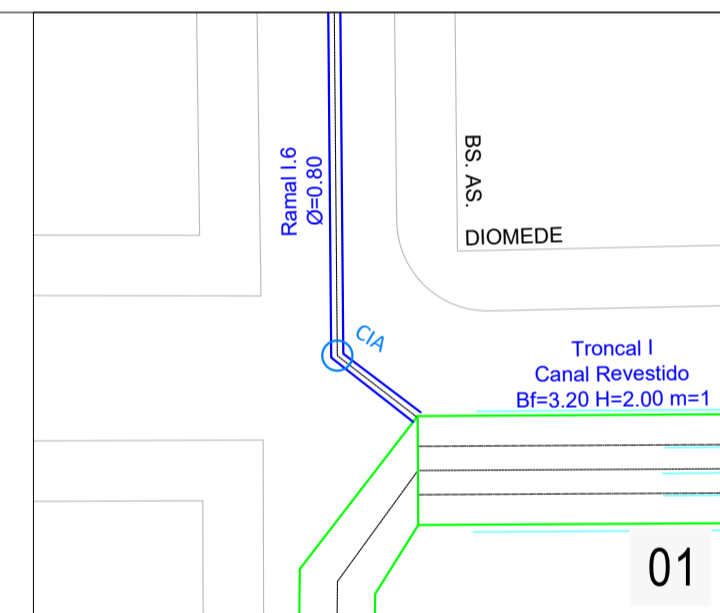 Ramal I.6
Ø=0.80
BS. AS.
DIOMEDE
CIA
Troncal I
Canal Revestido
Bf=3.20 H=2.00 m=1
01